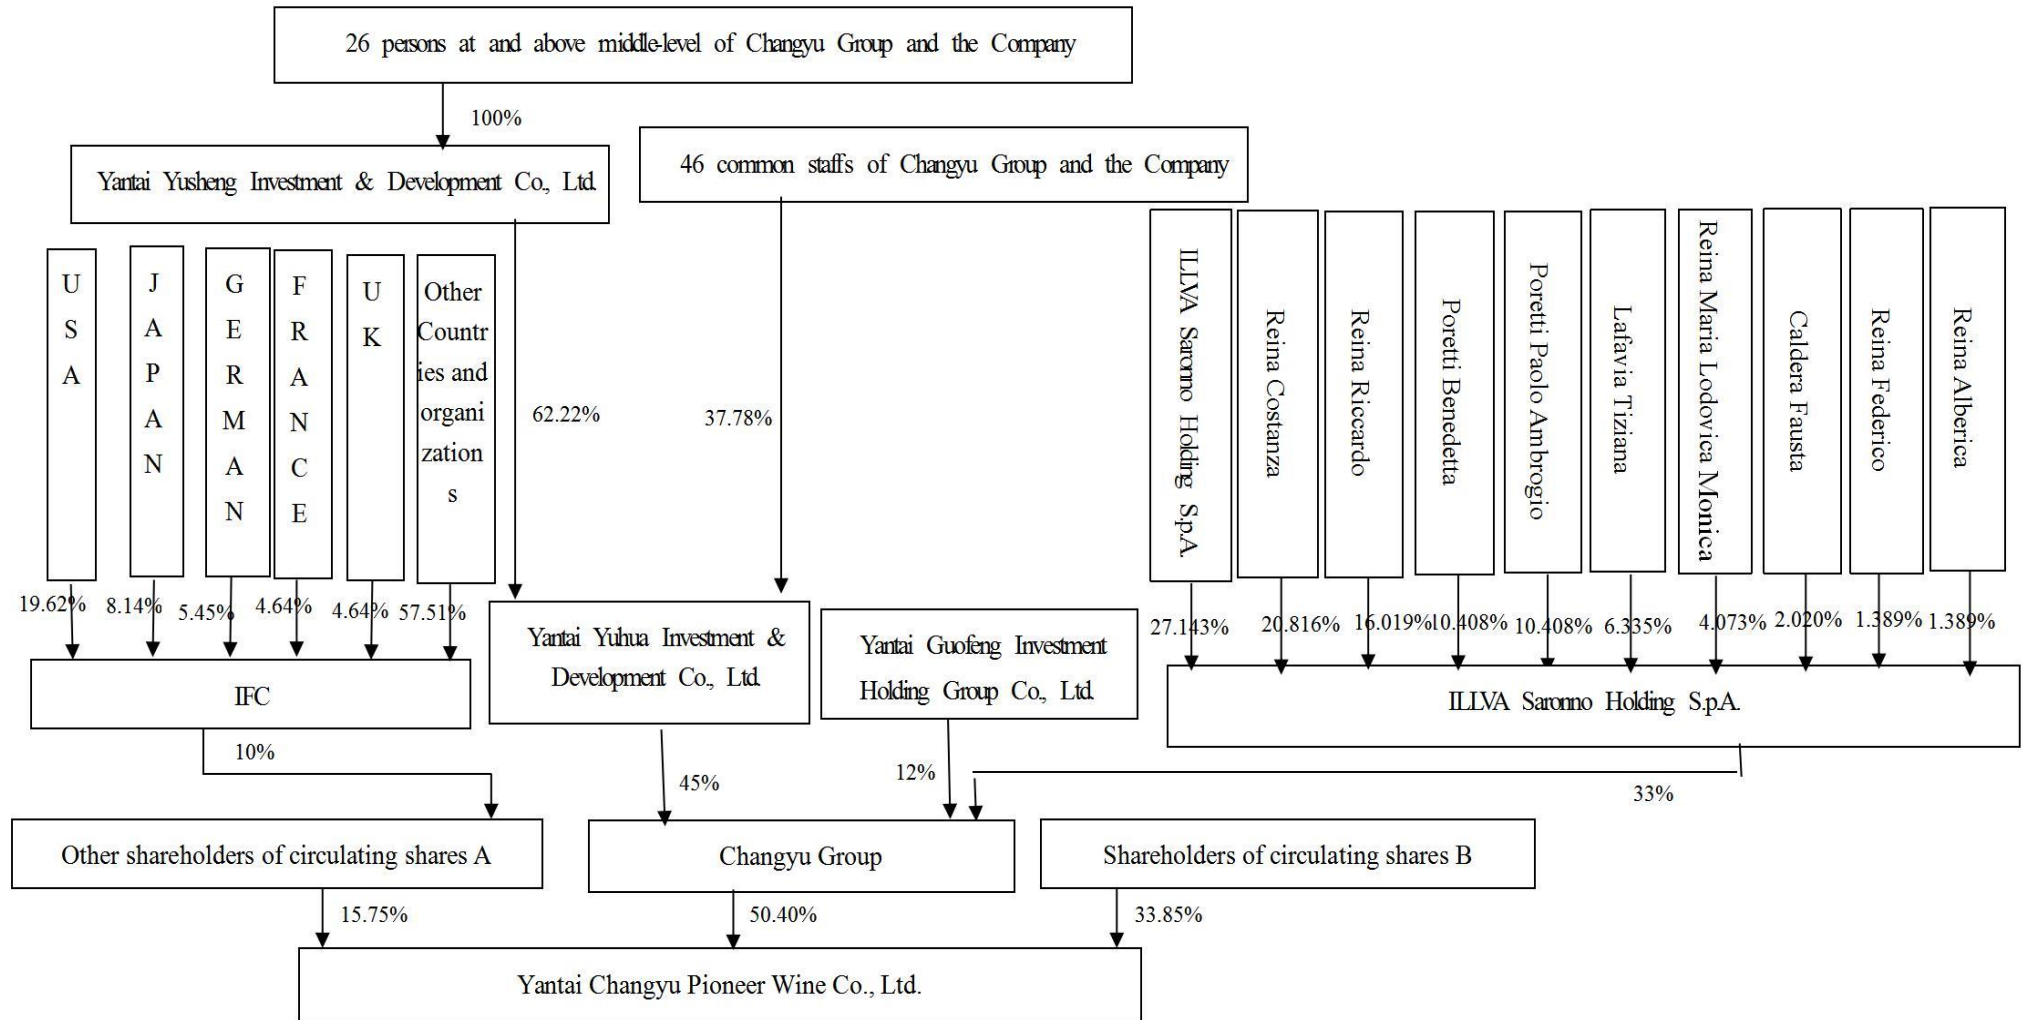 26 persons at and above middle-level of Changyu Group and the Company
100%
46 common staffs of Changyu Group and the Company
Yantai Yusheng Investment & Development Co., Ltd.
USA
JAPAN
GERMAN
FRANCE
UK
Other
Countr
ies and
organi
zation
s
62.22%
37.78%
ILLVA Saronno Holding S.p.A.
Reina Costanza
Reina Riccardo
Poretti Benedetta
Poretti Paolo Ambrogio
Lafavia Tiziana
Reina Maria Lodovica Monica
Caldera Fausta
Reina Federico
Reina Alberica
19.62%
8.14%
5.45%
4.64%
4.64%
57.51%
27.143%
20.816%
16.019%
10.408%
10.408%
6.335%
4.073%
2.020%
1.389%
1.389%
IFC
Yantai Yuhua Investment &
Development Co., Ltd.
Yantai Guofeng Investment
Holding Group Co., Ltd.
ILLVA Saronno Holding S.p.A.
10%
45%
12%
33%
Other shareholders of circulating shares A
Changyu Group
Shareholders of circulating shares B
15.75%
50.40%
33.85%
Yantai Changyu Pioneer Wine Co., Ltd.